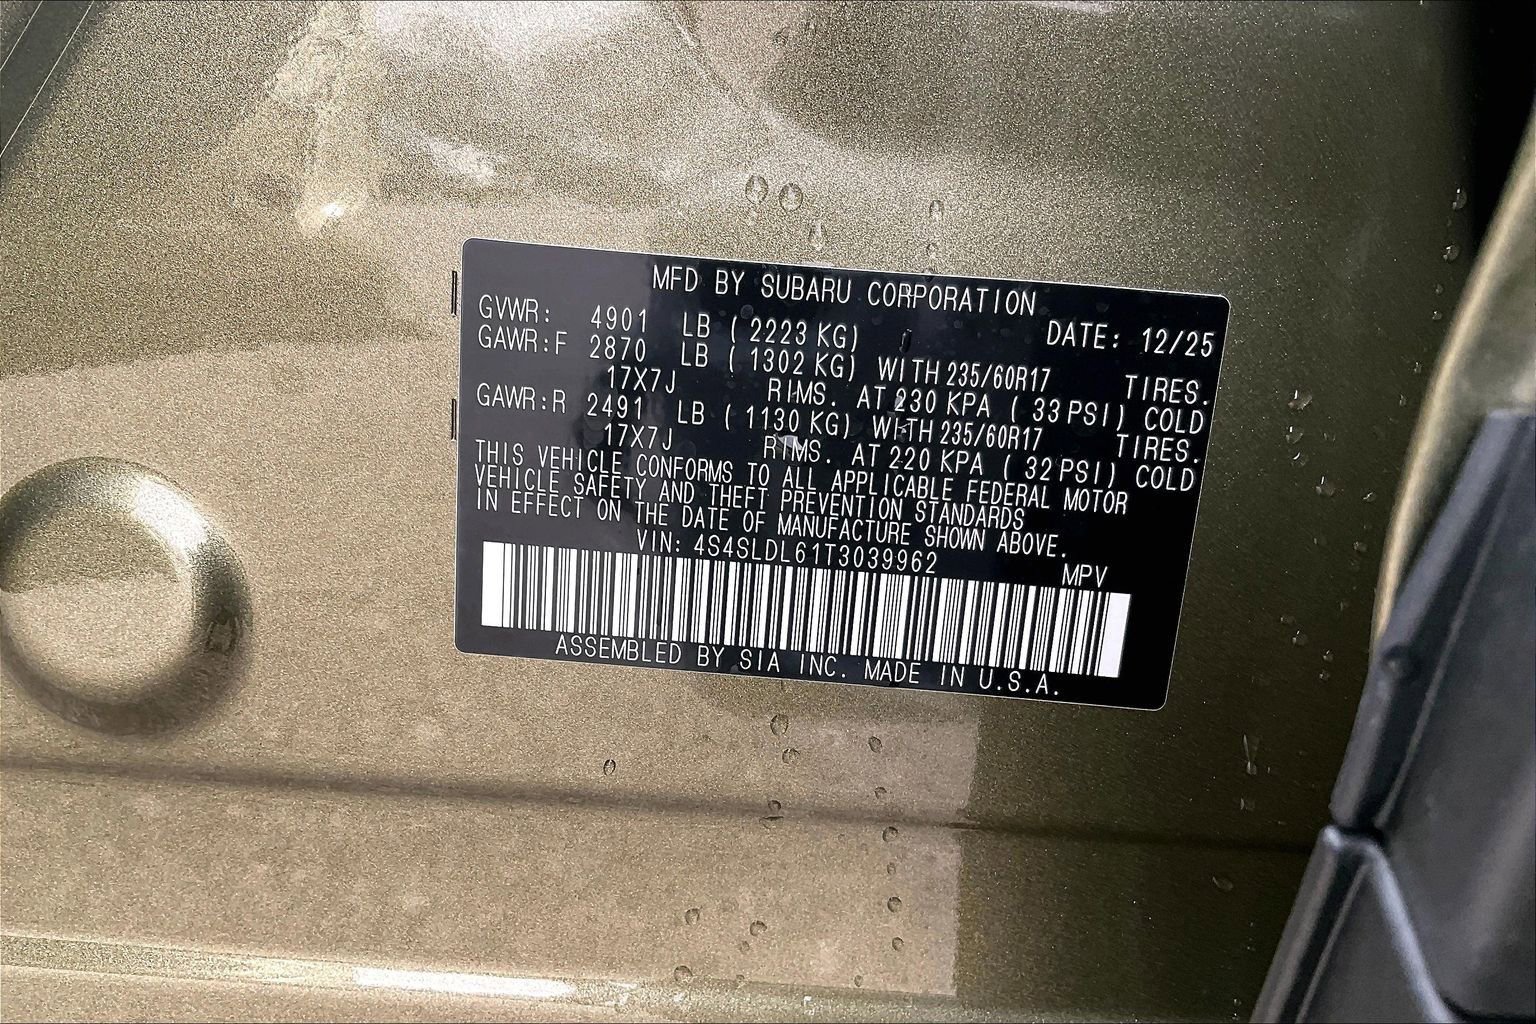 MFD BY SUBARU CORPORATION
GVWR: 4901 LB ( 2223 KG) DATE: 12/25
GAWR:F 2870 LB ( 1302 KG) WITH 235/60R17 TIRES.
17X7J RIMS. AT 230 KPA ( 33 PSI) COLD
GAWR:R 2491 LB ( 1130 KG) WITH 235/60R17 TIRES.
17X7J RIMS. AT 220 KPA ( 32 PSI) COLD
THIS VEHICLE CONFORMS TO ALL APPLICABLE FEDERAL MOTOR
VEHICLE SAFETY AND THEFT PREVENTION STANDARDS
IN EFFECT ON THE DATE OF MANUFACTURE SHOWN ABOVE.
VIN: 4S4SLDL61T3039962 MPV
ASSEMBLED BY SIA INC. MADE IN U.S.A.